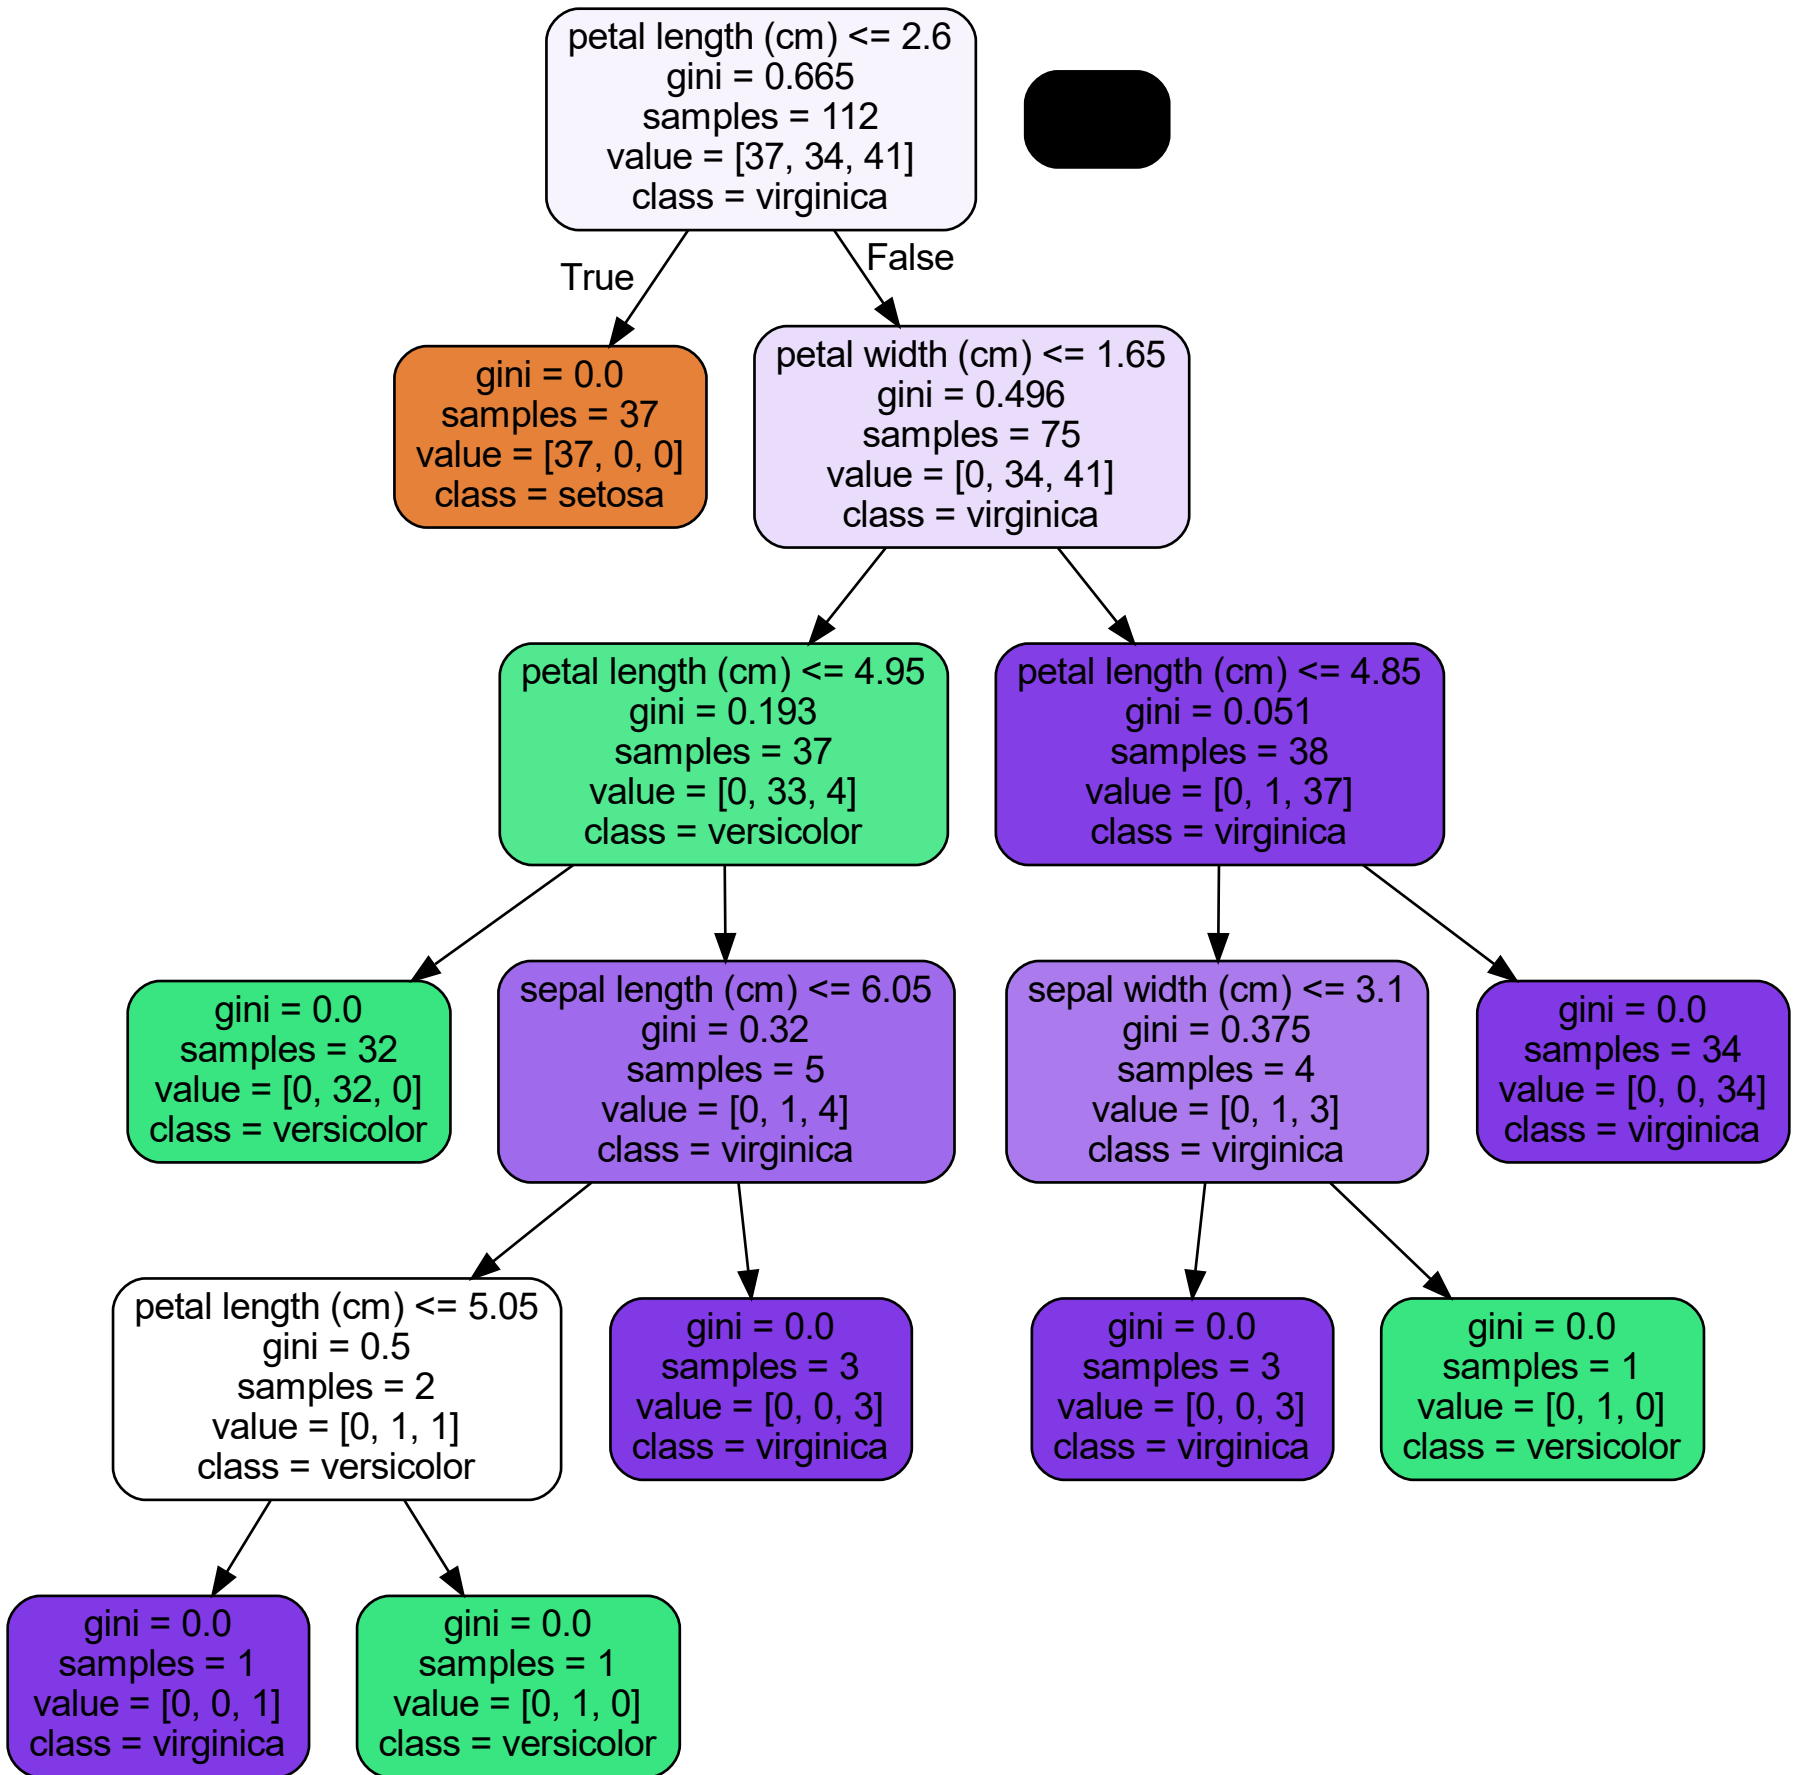 petal length (cm) <= 2.6
gini = 0.665
samples = 112
value = [37, 34, 41]
class = virginica
True
False
gini = 0.0
samples = 37
value = [37, 0, 0]
class = setosa
petal width (cm) <= 1.65
gini = 0.496
samples = 75
value = [0, 34, 41]
class = virginica
petal length (cm) <= 4.95
gini = 0.193
samples = 37
value = [0, 33, 4]
class = versicolor
petal length (cm) <= 4.85
gini = 0.051
samples = 38
value = [0, 1, 37]
class = virginica
gini = 0.0
samples = 32
value = [0, 32, 0]
class = versicolor
sepal length (cm) <= 6.05
gini = 0.32
samples = 5
value = [0, 1, 4]
class = virginica
sepal width (cm) <= 3.1
gini = 0.375
samples = 4
value = [0, 1, 3]
class = virginica
gini = 0.0
samples = 34
value = [0, 0, 34]
class = virginica
petal length (cm) <= 5.05
gini = 0.5
samples = 2
value = [0, 1, 1]
class = versicolor
gini = 0.0
samples = 3
value = [0, 0, 3]
class = virginica
gini = 0.0
samples = 3
value = [0, 0, 3]
class = virginica
gini = 0.0
samples = 1
value = [0, 1, 0]
class = versicolor
gini = 0.0
samples = 1
value = [0, 0, 1]
class = virginica
gini = 0.0
samples = 1
value = [0, 1, 0]
class = versicolor